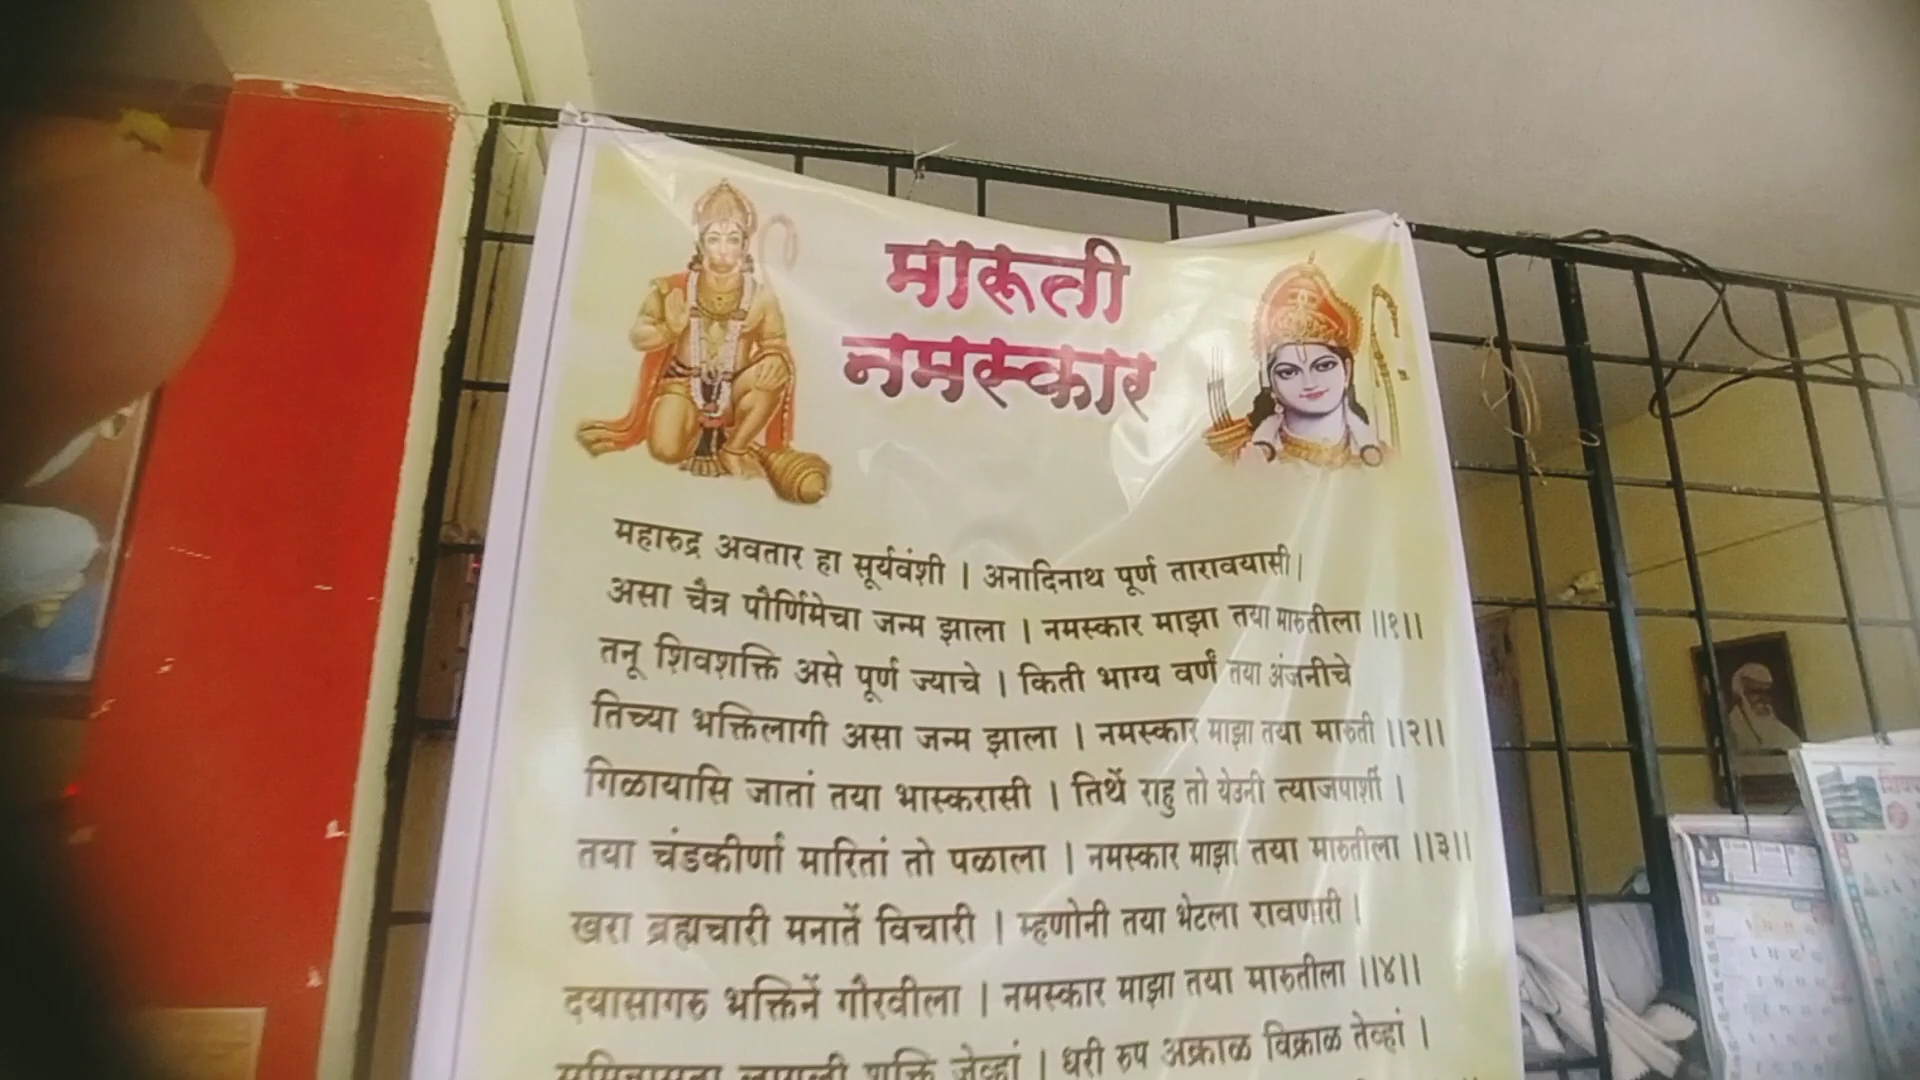 मारूती
नमस्कार
महारुद्र अवतार हा सूर्यवंशी । अनादिनाथ पूर्ण तारावयासी।
असा चैत्र पौर्णिमेचा जन्म झाला । नमस्कार माझा तया मारुतीला ।।१।।
तनू शिवशक्ति असे पूर्ण ज्याचे । किती भाग्य वर्णं तया अंजनीचे
तिच्या भक्तिलागी असा जन्म झाला । नमस्कार माझा तया मारुती ।।२।।
गिळायासि जातां तया भास्करासी । तिथें राहु तो येउनी त्याजपाशीं ।
तया चंडकीर्णा मारितां तो पळाला । नमस्कार माझा तया मारुतीला ।।३।।
खरा ब्रह्मचारी मनातें विचारी । म्हणोनी तया भेटला रावणारी ।
दयासागरु भक्तिनें गौरवीला । नमस्कार माझा तया मारुतीला ।।४।।
लागली शक्ति जेव्हां । धरी रुप अक्राळ विक्राळ तेव्हां ।